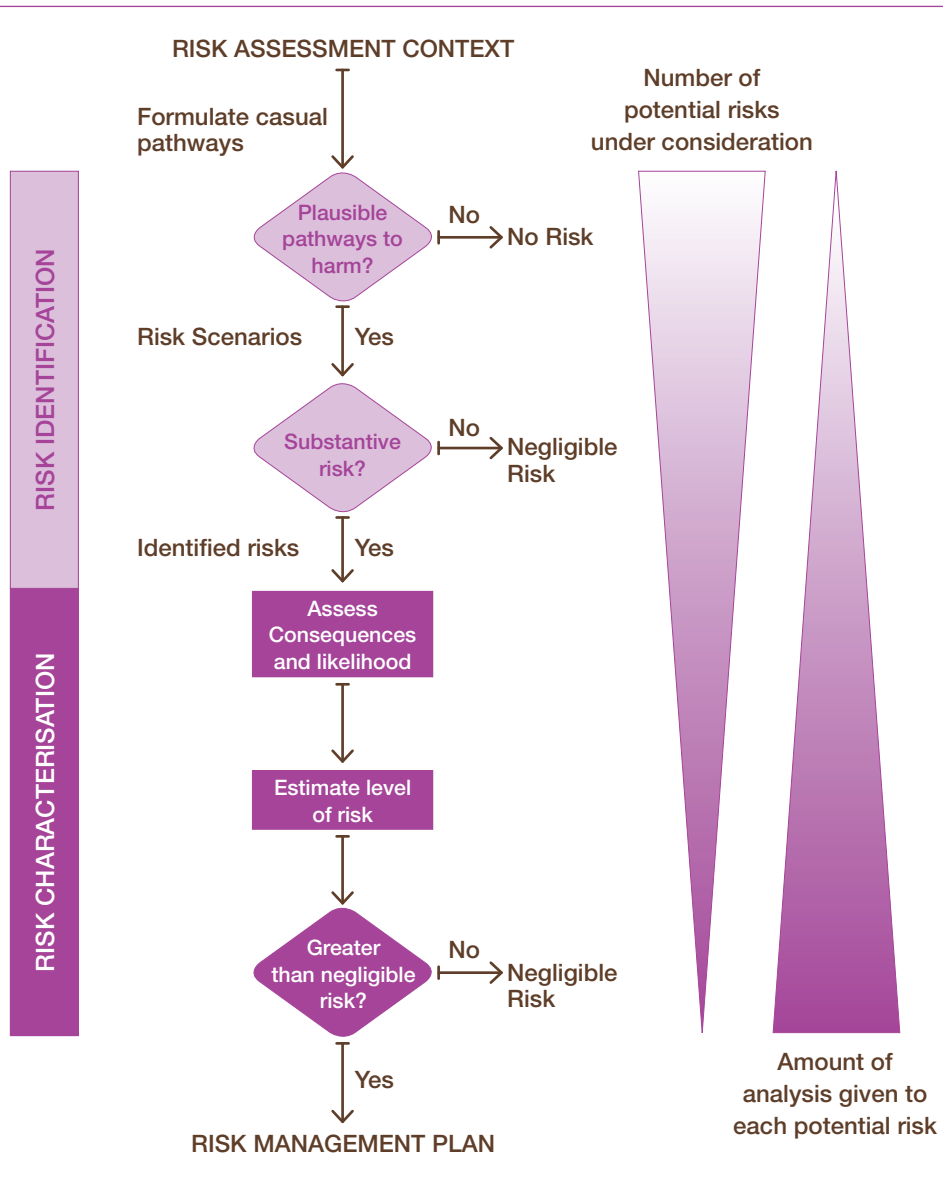 RISK ASSESSMENT CONTEXT
Number of
potential risks
under consideration
Formulate casual
pathways
RISK IDENTIFICATION
Plausible
pathways to
harm?
No
No Risk
Risk Scenarios
Yes
Substantive
risk?
No
Negligible
Risk
Identified risks
Yes
RISK CHARACTERISATION
Assess
Consequences
and likelihood
Estimate level
of risk
Greater
than negligible
risk?
No
Negligible
Risk
Yes
RISK MANAGEMENT PLAN
Amount of
analysis given to
each potential risk